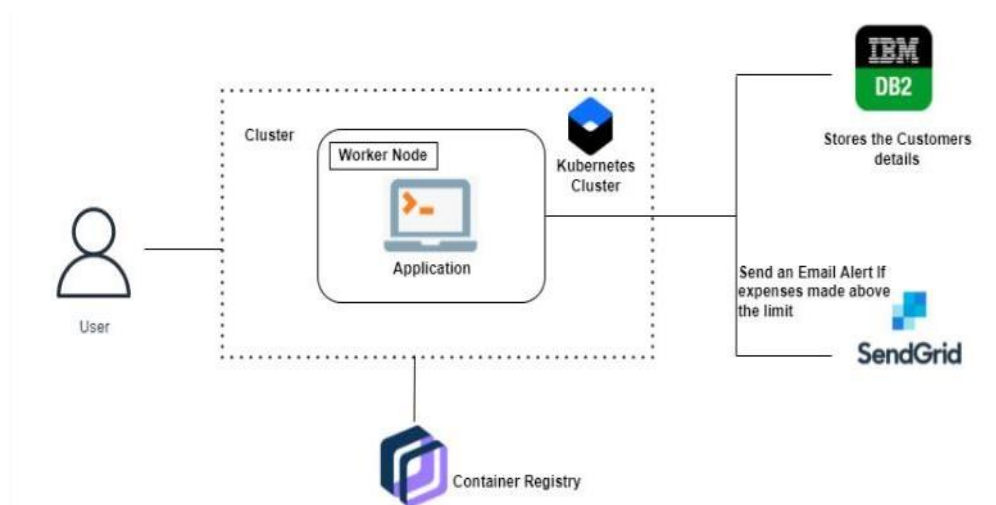 IBM
DB2
Stores the Customers
details
Cluster
Worker Node
Kubernetes
Cluster
Application
User
Send an Email Alert If
expenses made above
the limit
SendGrid
Container Registry